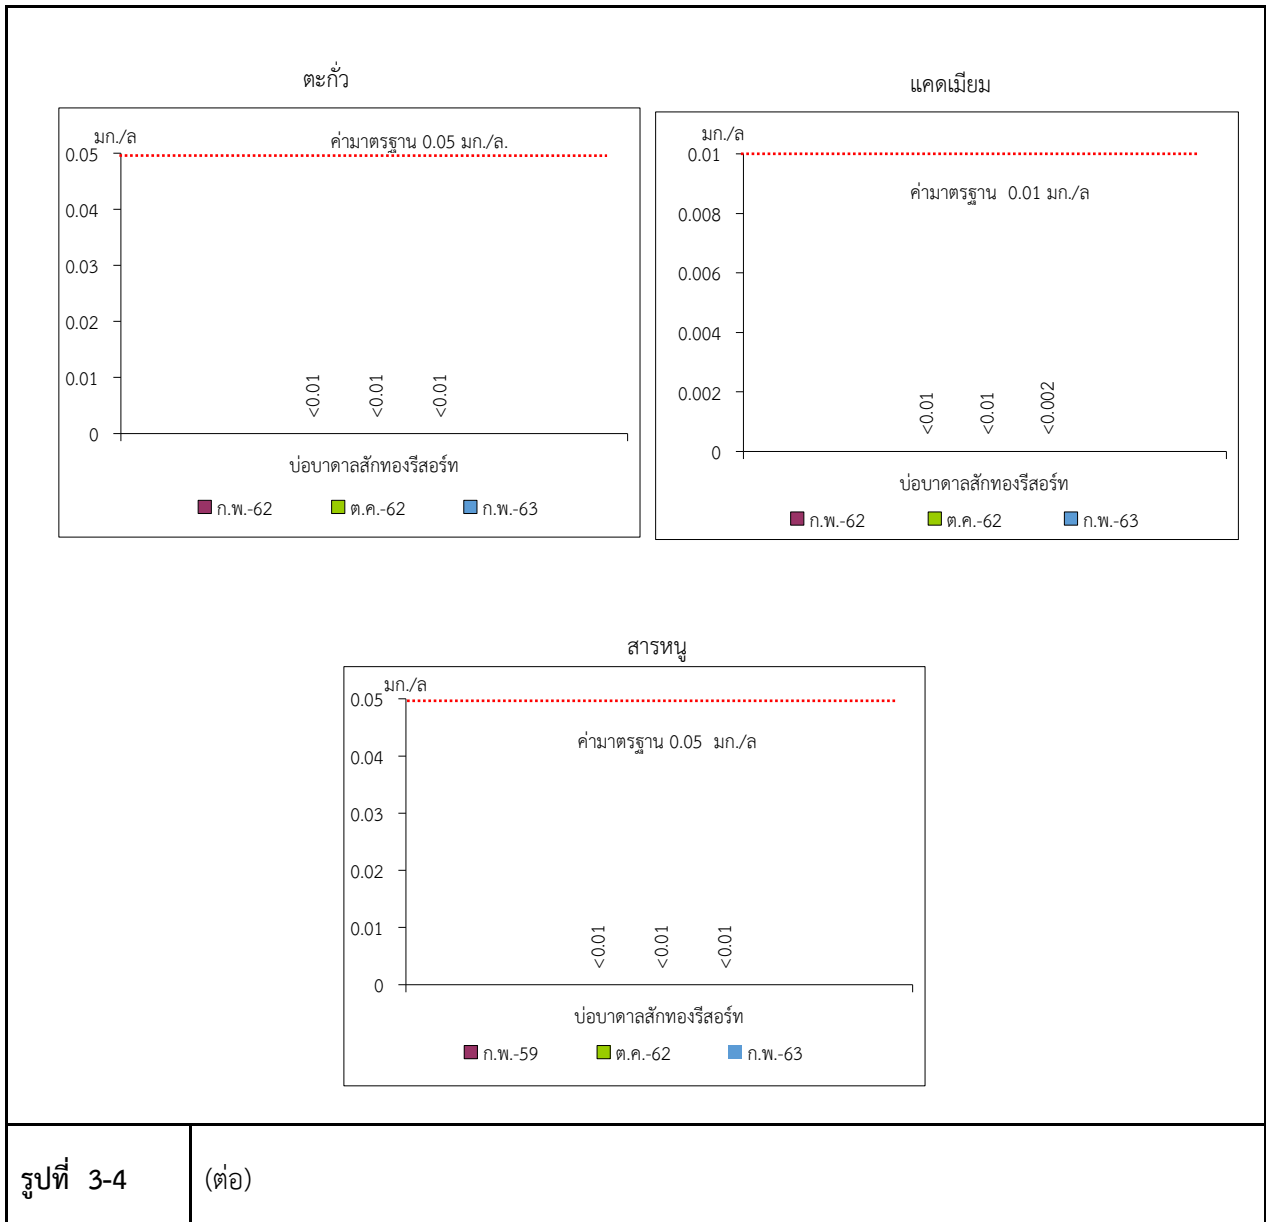 ตะกั่ว
มก./ล
ค่ามาตรฐาน 0.05 มก./ล.
0.05
0.04
0.03
0.02
0.01
0
<0.01
<0.01
<0.01
บ่อบาดาลสักทองรีสอร์ท
ก.พ.-62 ต.ค.-62 ก.พ.-63
แคดเมียม
มก./ล
0.01
ค่ามาตรฐาน 0.01 มก./ล
0.008
0.006
0.004
0.002
0
<0.01
<0.01
<0.002
บ่อบาดาลสักทองรีสอร์ท
ก.พ.-62 ต.ค.-62 ก.พ.-63
สารหนู
มก./ล
0.05
ค่ามาตรฐาน 0.05 มก./ล
0.04
0.03
0.02
0.01
0
<0.01
<0.01
<0.01
บ่อบาดาลสักทองรีสอร์ท
ก.พ.-59 ต.ค.-62 ก.พ.-63
รูปที่ 3-4 (ต่อ)